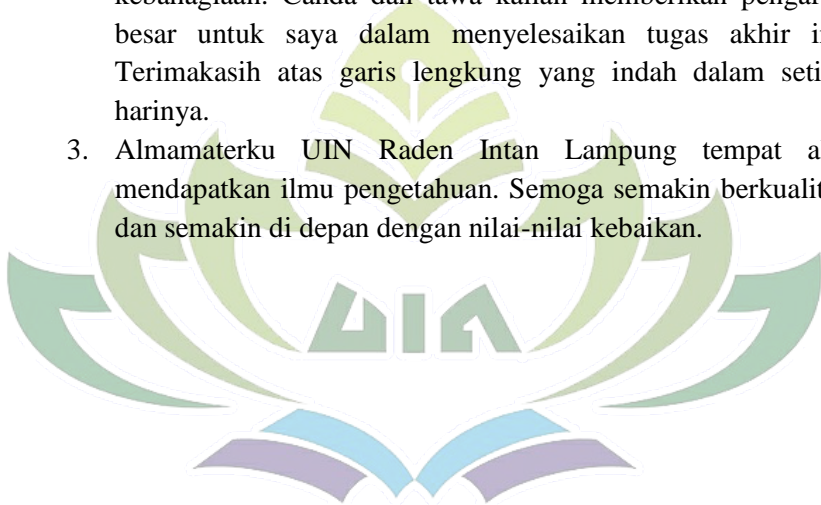 kebahagiaan. Canda dan tawa kalian memberikan
besar untuk saya dalam menyelesaikan tugas akhir
Terimakasih atas garis lengkung yang indah dalam
harinya.
3. Almamaterku UIN Raden Intan Lampung tempat
mendapatkan ilmu pengetahuan. Semoga semakin
dan semakin di depan dengan nilai-nilai kebaikan.
UIN